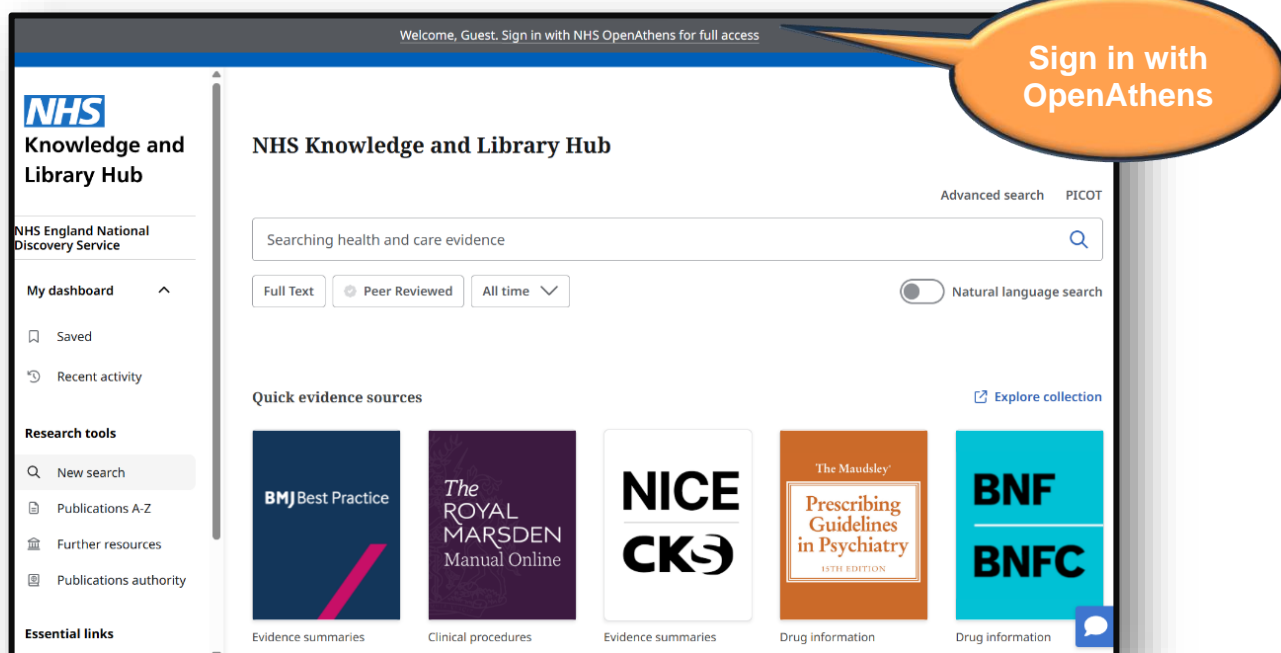 Welcome, Guest. Sign in with NHS OpenAthens for full access
Sign in with
OpenAthens
NHS
Knowledge and
Library Hub
NHS England National
Discovery Service
My dashboard
Saved
Recent activity
Research tools
New search
Publications A-Z
Further resources
Publications authority
Essential links
NHS Knowledge and Library Hub
Advanced search PICOT
Searching health and care evidence
Full Text Peer Reviewed All time Natural language search
Quick evidence sources Explore collection
BMJ Best Practice
The
ROYAL
MARSDEN
Manual Online
NICE
CKS
The Maudsley
Prescribing
Guidelines
in Psychiatry
15TH EDITION
BNF
BNFC
Evidence summaries Clinical procedures Evidence summaries Drug information Drug information